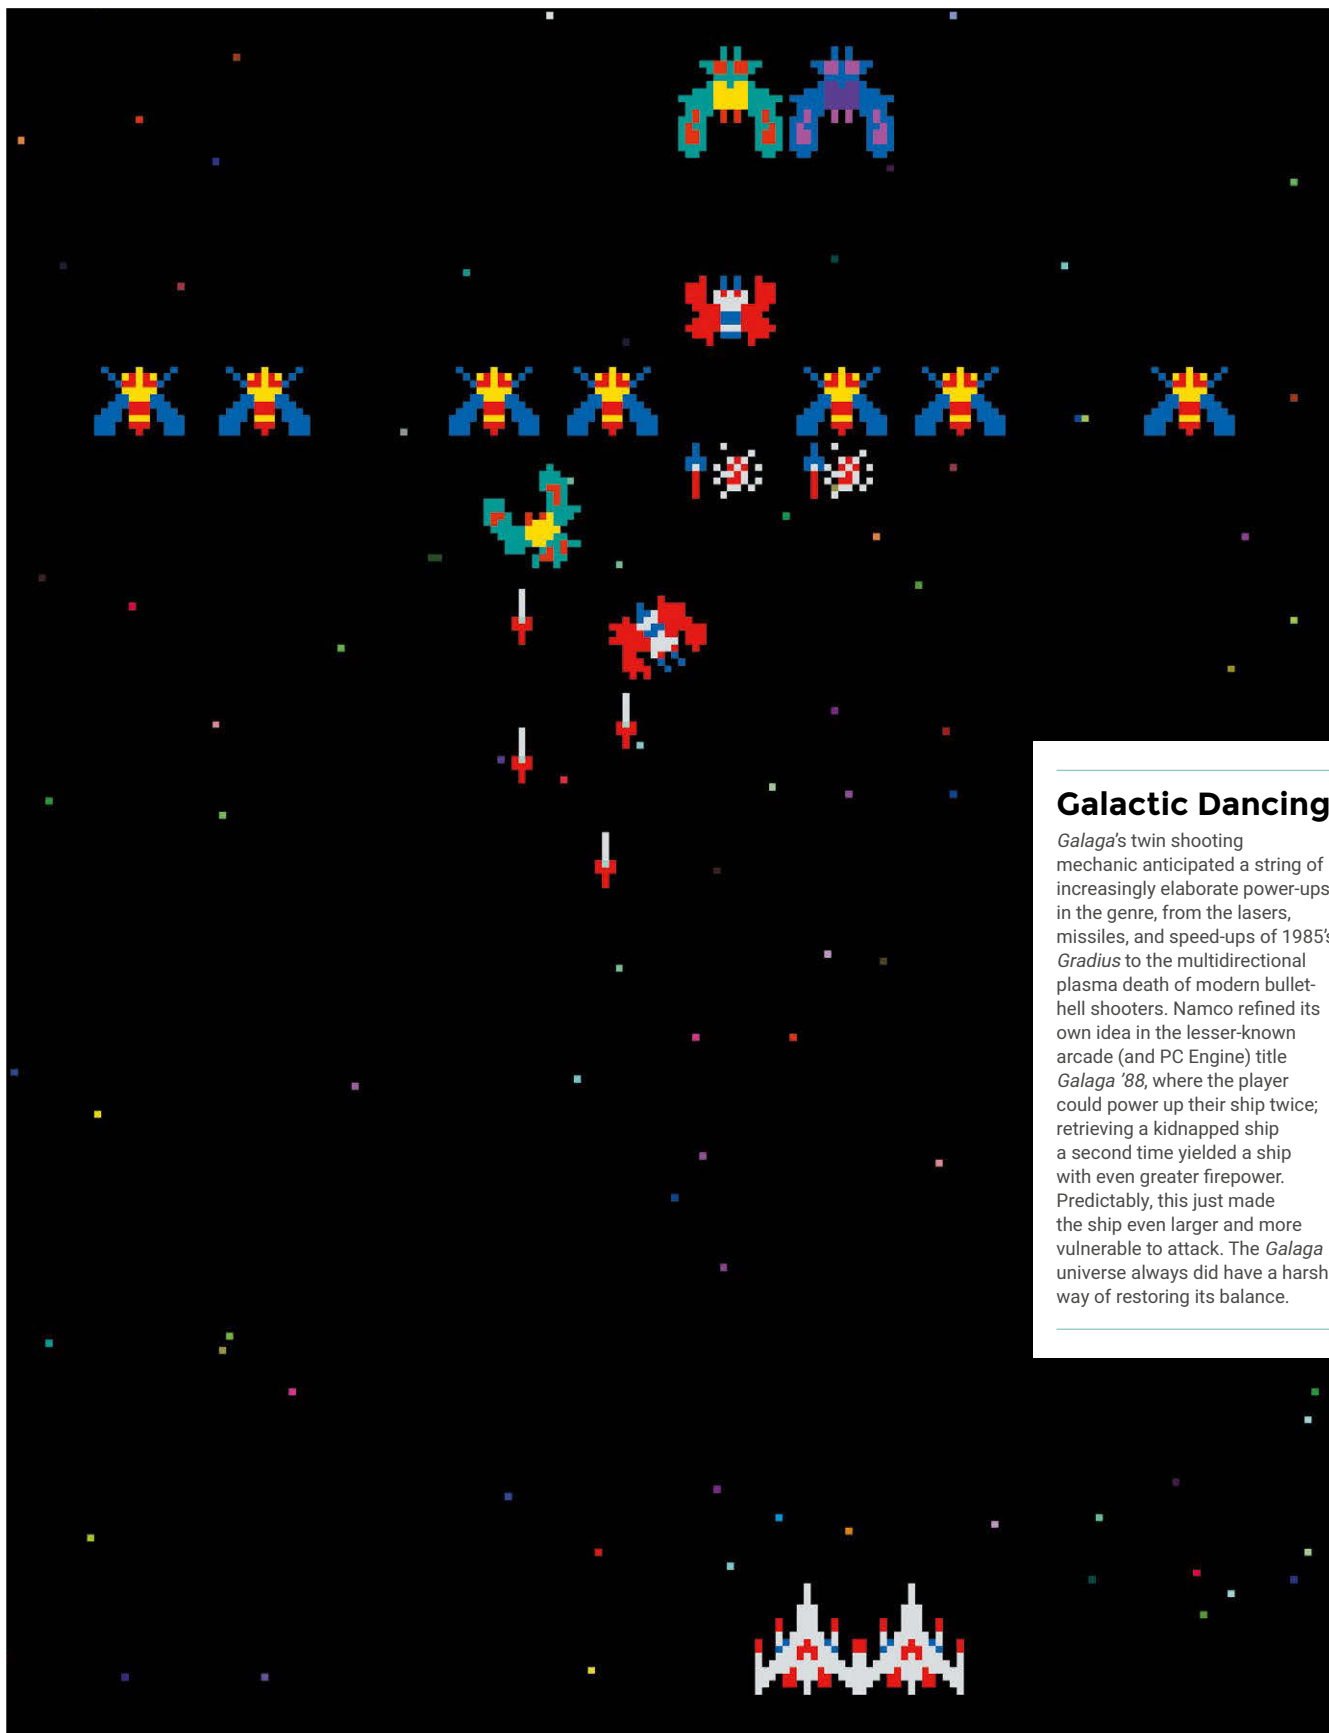 Galactic Dancing
Galaga’s twin shooting
mechanic anticipated a string of
increasingly elaborate power-ups
in the genre, from the lasers,
missiles, and speed-ups of 1985’s
Gradius to the multidirectional
plasma death of modern bullet-
hell shooters. Namco refined its
own idea in the lesser-known
arcade (and PC Engine) title
Galaga ’88, where the player
could power up their ship twice;
retrieving a kidnapped ship
a second time yielded a ship
with even greater firepower.
Predictably, this just made
the ship even larger and more
vulnerable to attack. The Galaga
universe always did have a harsh
way of restoring its balance.